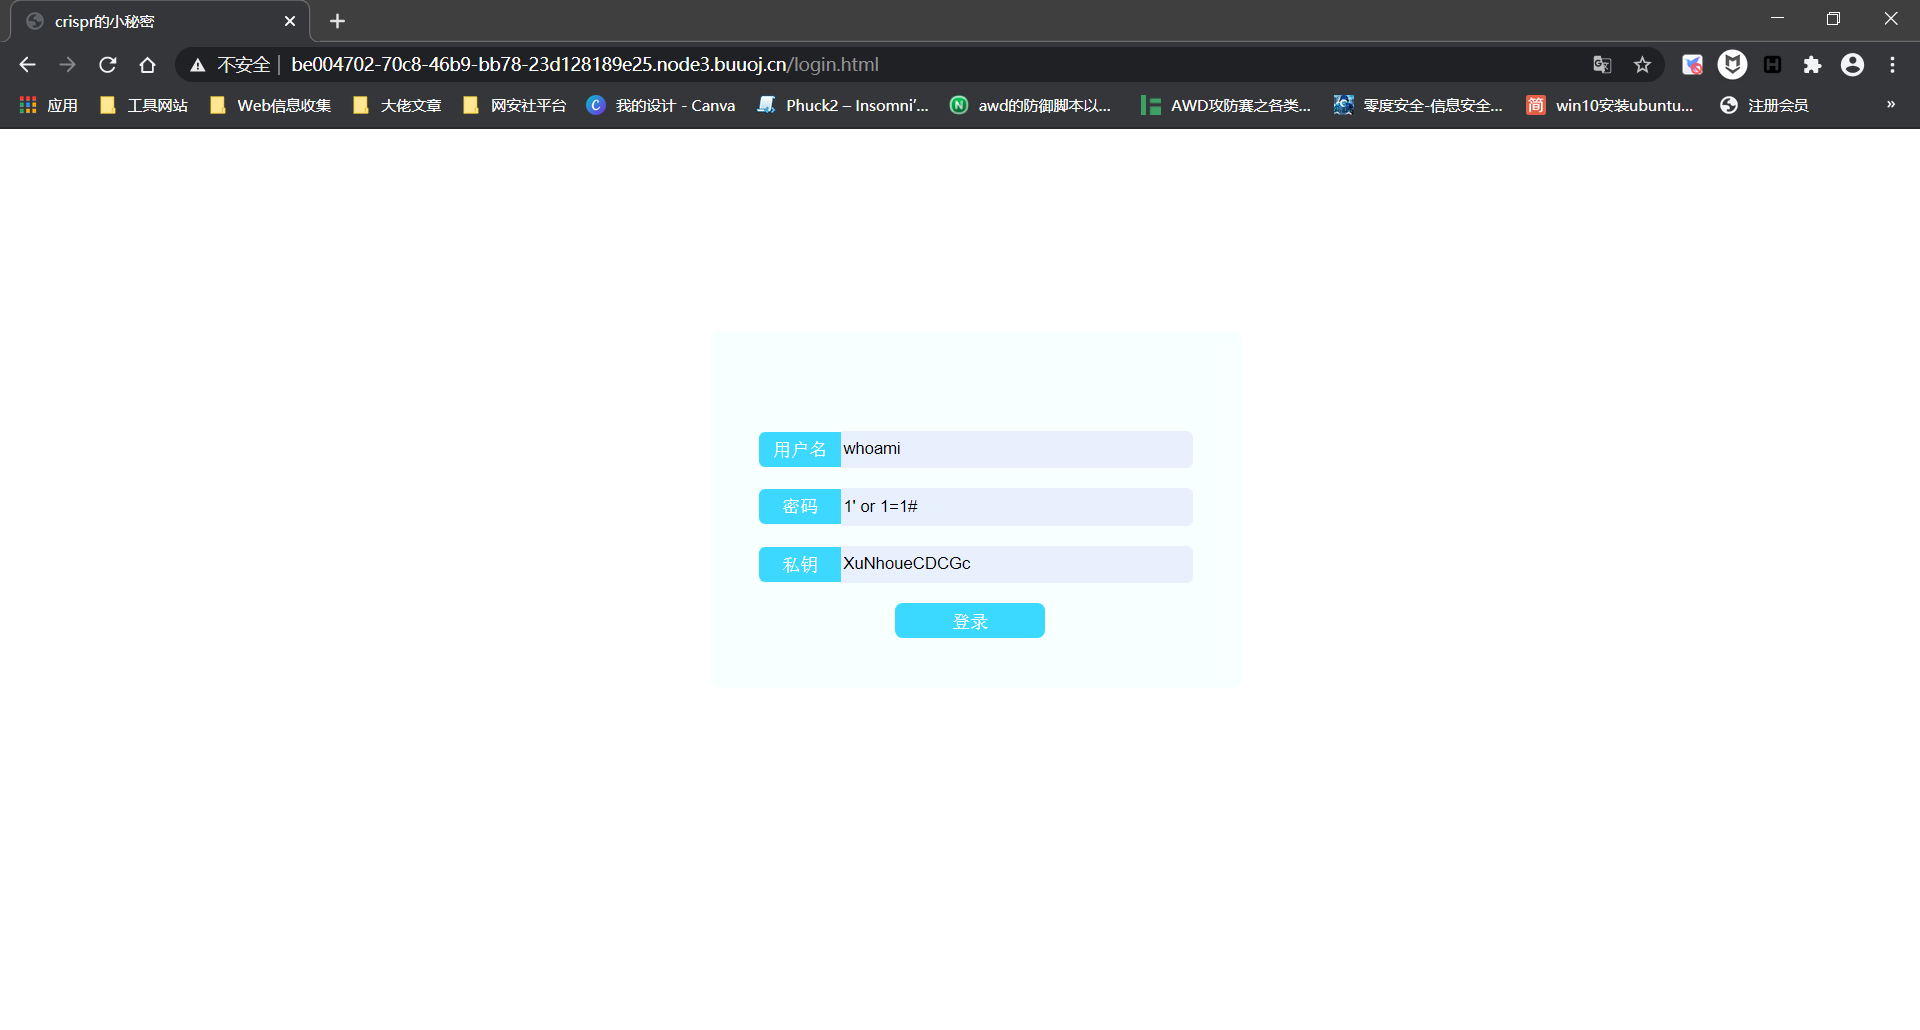 crispr的小秘密
不安全 be004702-70c8-46b9-bb78-23d128189e25.node3.buuoj.cn/login.html
应用 工具网站 Web信息收集 大佬文章 网安社平台 我的设计 - Canva Phuck2 – Insomni'... awd的防御脚本以... AWD攻防赛之各类... 零度安全-信息安全... win10安装ubuntu... 注册会员 »
用户名 whoami
密码 1' or 1=1#
私钥 XuNhoueCDCGc
登录